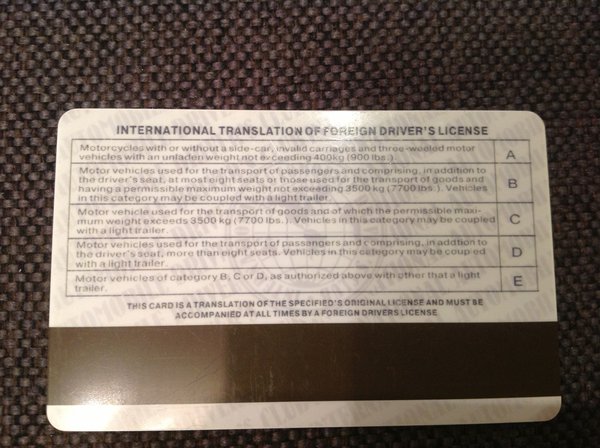 INTERNATIONAL TRANSLATION OF FOREIGN DRIVER'S LICENSE
Motorcycles with or without a side-car, invalid carriages and three-weeled motor
vehicles with an unladen weight not exceeding 400kg (900 lbs.)
A
Motor vehicles used for the transport of passengers and comprising, in addition to
the driver's seat, at most eight seats or those used for the transport of goods and
having a permissible maximum weight not exceeding 3500 kg (7700 lbs.). Vehicles
in this category may be coupled with a light trailer.
B
Motor vehicle used for the transport of goods and of which the permissible maxi-
mum weight exceeds 3500 kg (7700 lbs.). Vehicles in this category may be coupled
with a light trailer
C
Motor vehicles used for the transport of passengers and comprising, in addition to
the driver's seat, more than eight seats. Vehicles in this category may be coupled
with a light trailer.
D
Motor vehicles of category B, C or D, as authorized above with other that a light
trailer.
E
THIS CARD IS A TRANSLATION OF THE SPECIFIED'S ORIGINAL LICENSE AND MUST BE
ACCOMPANIED AT ALL TIMES BY A FOREIGN DRIVERS LICENSE